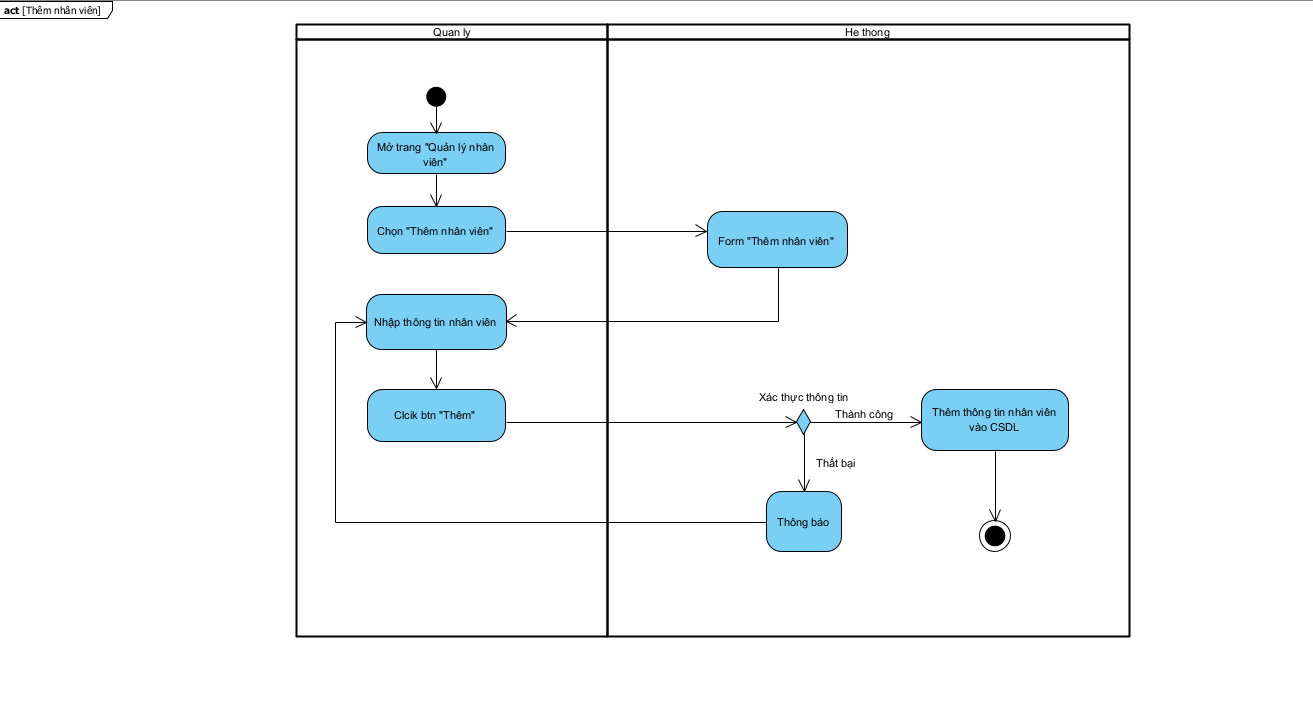 act [Thêm nhân viên]
Quan ly
He thong
Mở trang "Quản lý nhân
viên"
Chọn "Thêm nhân viên"
Form "Thêm nhân viên"
Nhập thông tin nhân viên
Clcik btn "Thêm"
Xác thực thông tin
Thành công
Thêm thông tin nhân viên
vào CSDL
Thất bại
Thông báo